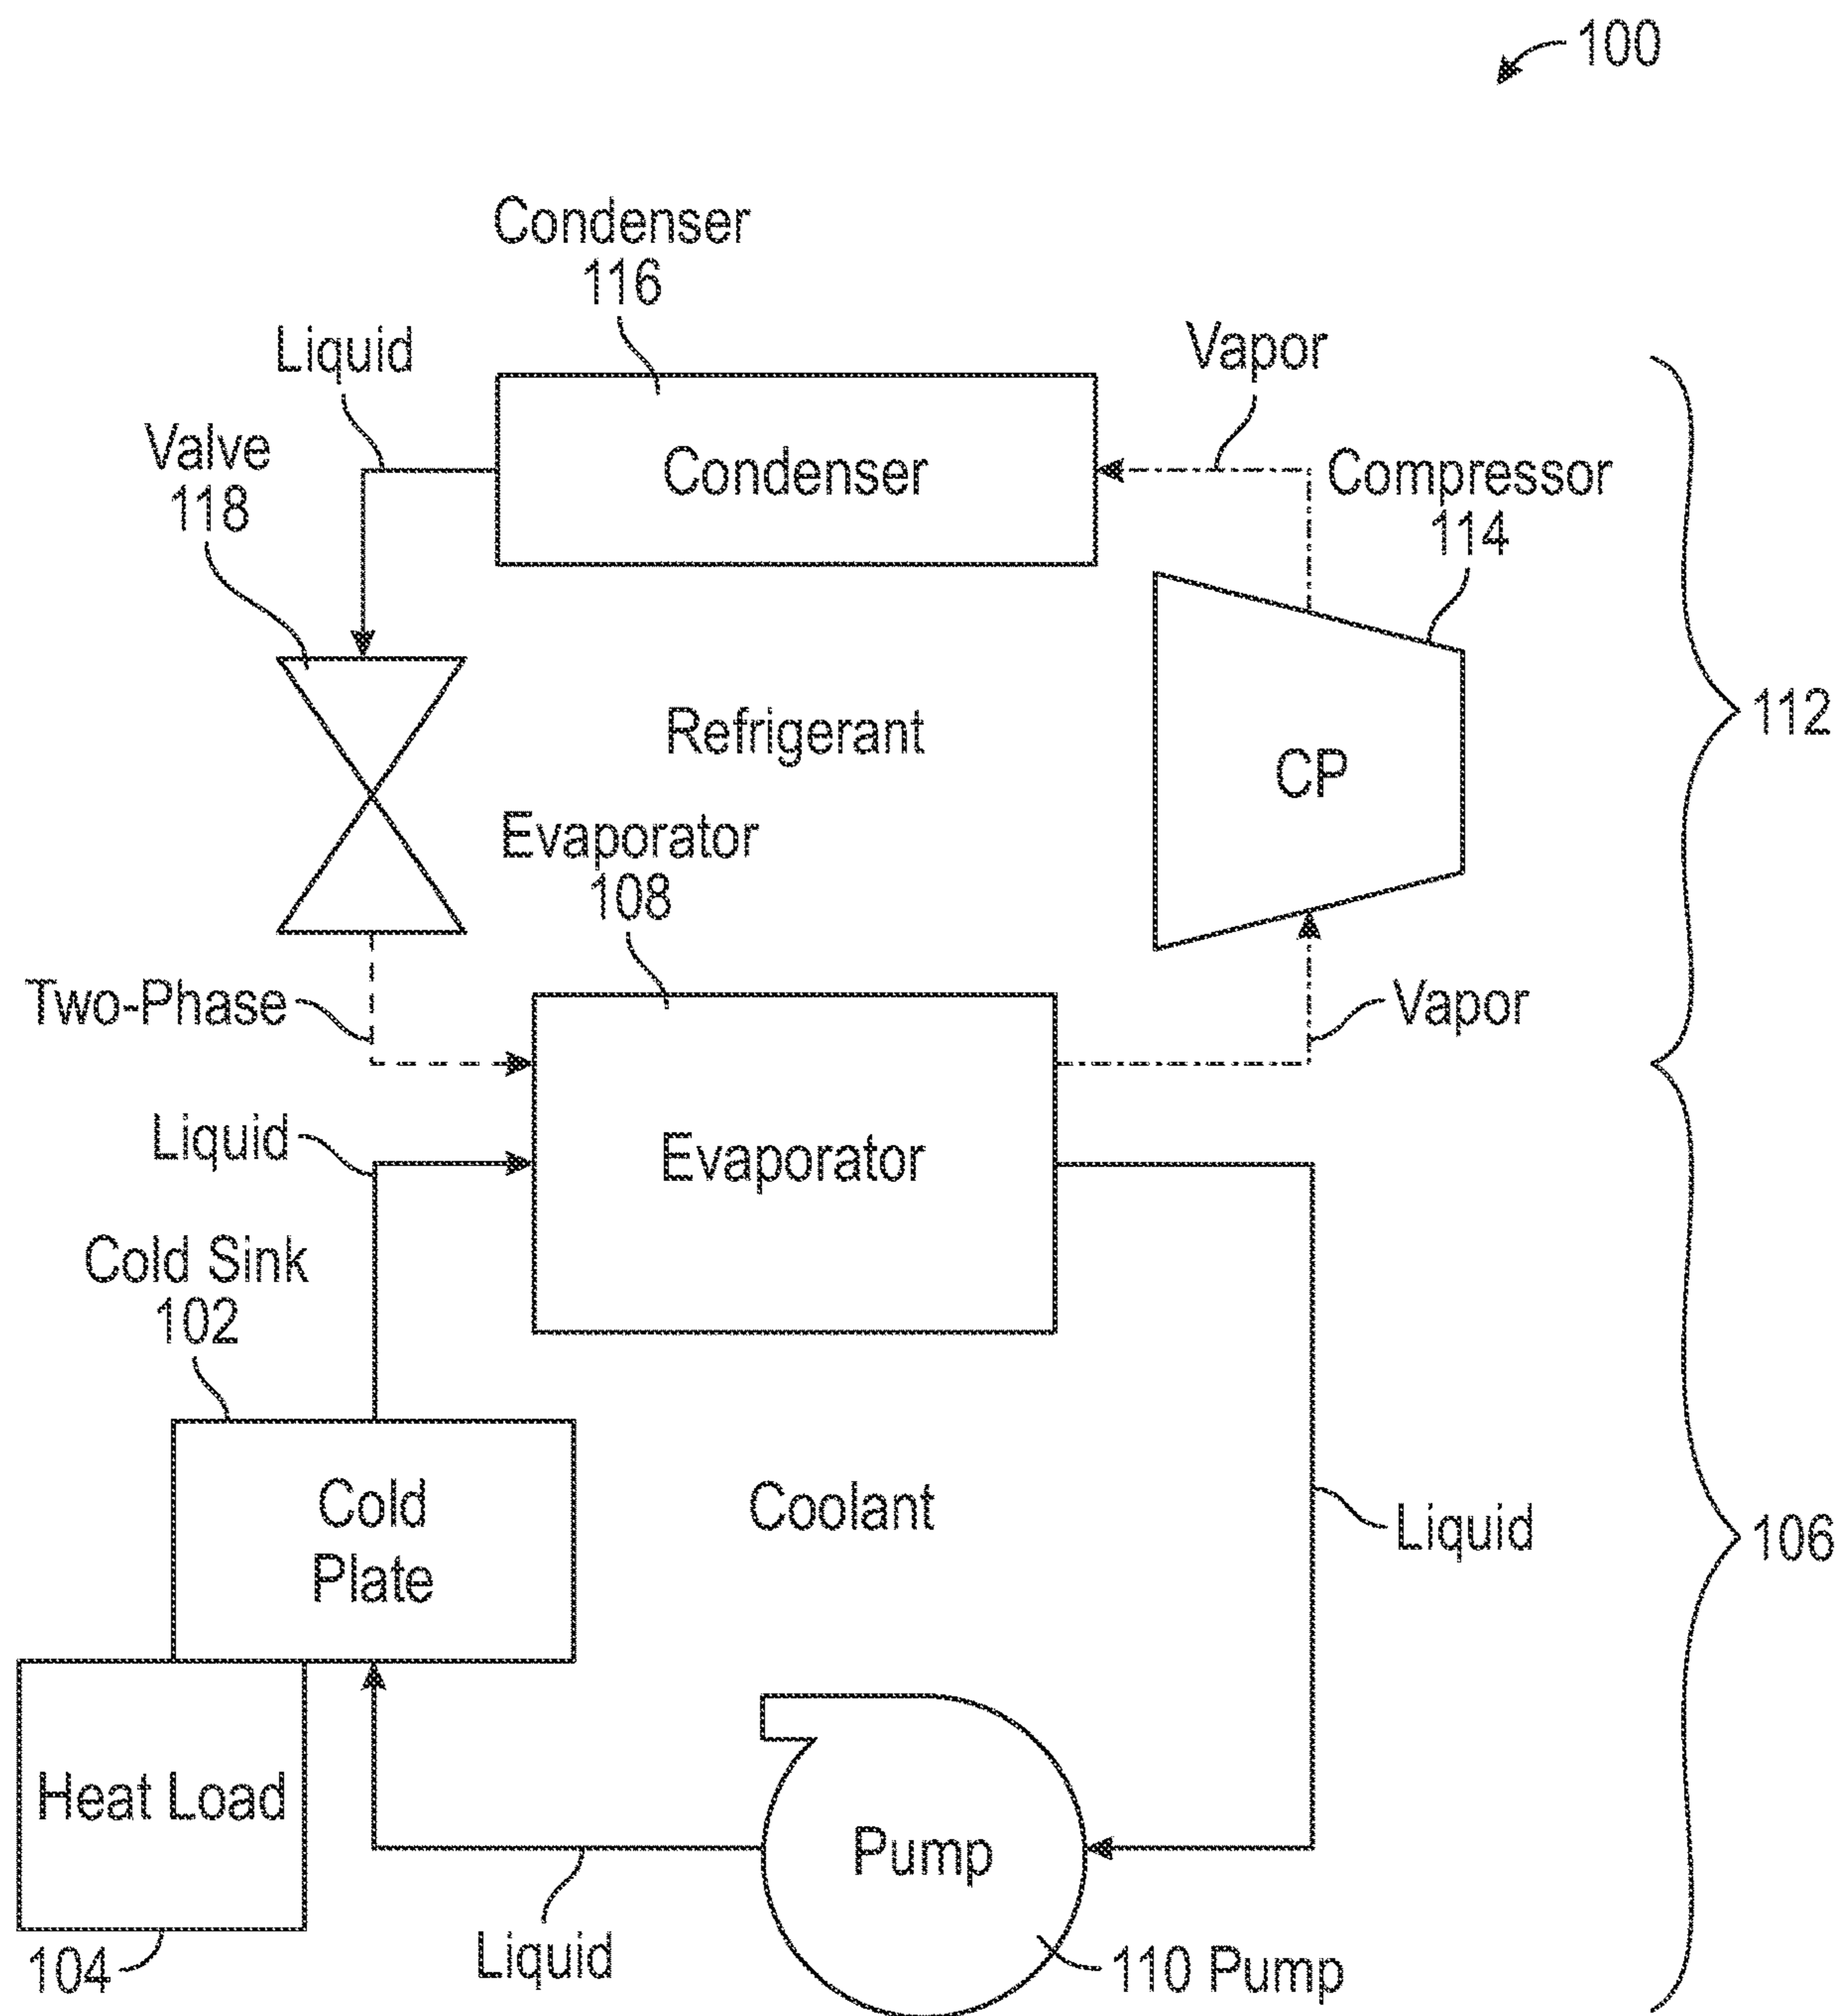 100
Condenser
116
Liquid
Vapor
Valve
118
Condenser
Compressor
114
Refrigerant
112
CP
Evaporator
108
Two-Phase
Vapor
Liquid
Evaporator
Cold Sink
102
Cold
Plate
Coolant
Liquid
106
Heat Load
Pump
104
Liquid
110 Pump